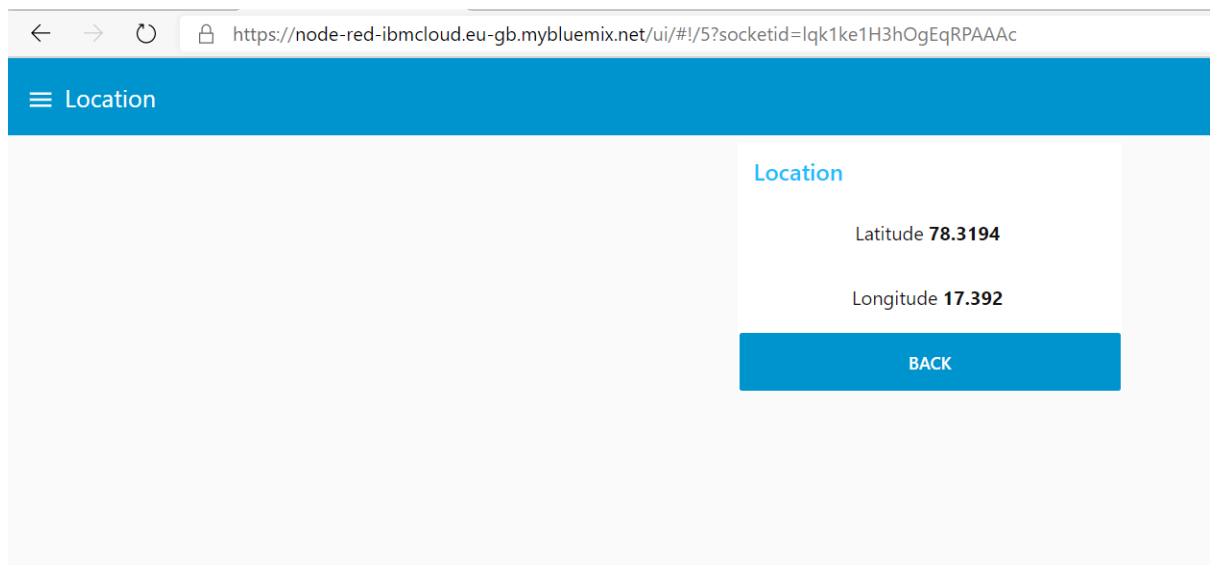 https://node-red-ibmcloud.eu-gb.mybluemix.net/ui/#!/5?socketid=lqk1ke1H3hOgEqRPAAAc
Location
Location
Latitude 78.3194
Longitude 17.392
BACK